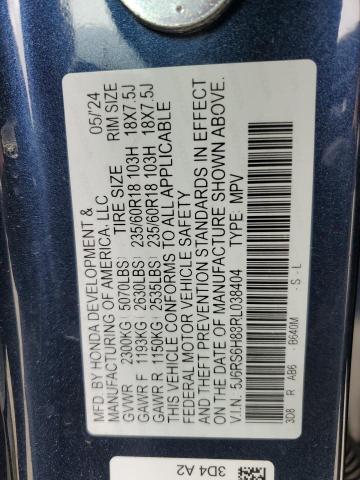 MFD. BY HONDA DEVELOPMENT & 05/24
MANUFACTURING OF AMERICA, LLC
TIRE SIZE RIM SIZE
GVWR 2300KG 5070LBS
GAWR F 1193KG 2630LBS 235/60R18 103H 18X7.5J
GAWR R 1150KG 2535LBS 235/60R18 103H 18X7.5J
THIS VEHICLE CONFORMS TO ALL APPLICABLE
FEDERAL MOTOR VEHICLE SAFETY
AND THEFT PREVENTION STANDARDS IN EFFECT
ON THE DATE OF MANUFACTURE SHOWN ABOVE.
V.I.N. 5J6RS6H88RL038404 TYPE: MPV
3D8 R AB6 - B640M - S - L
3D4 A2